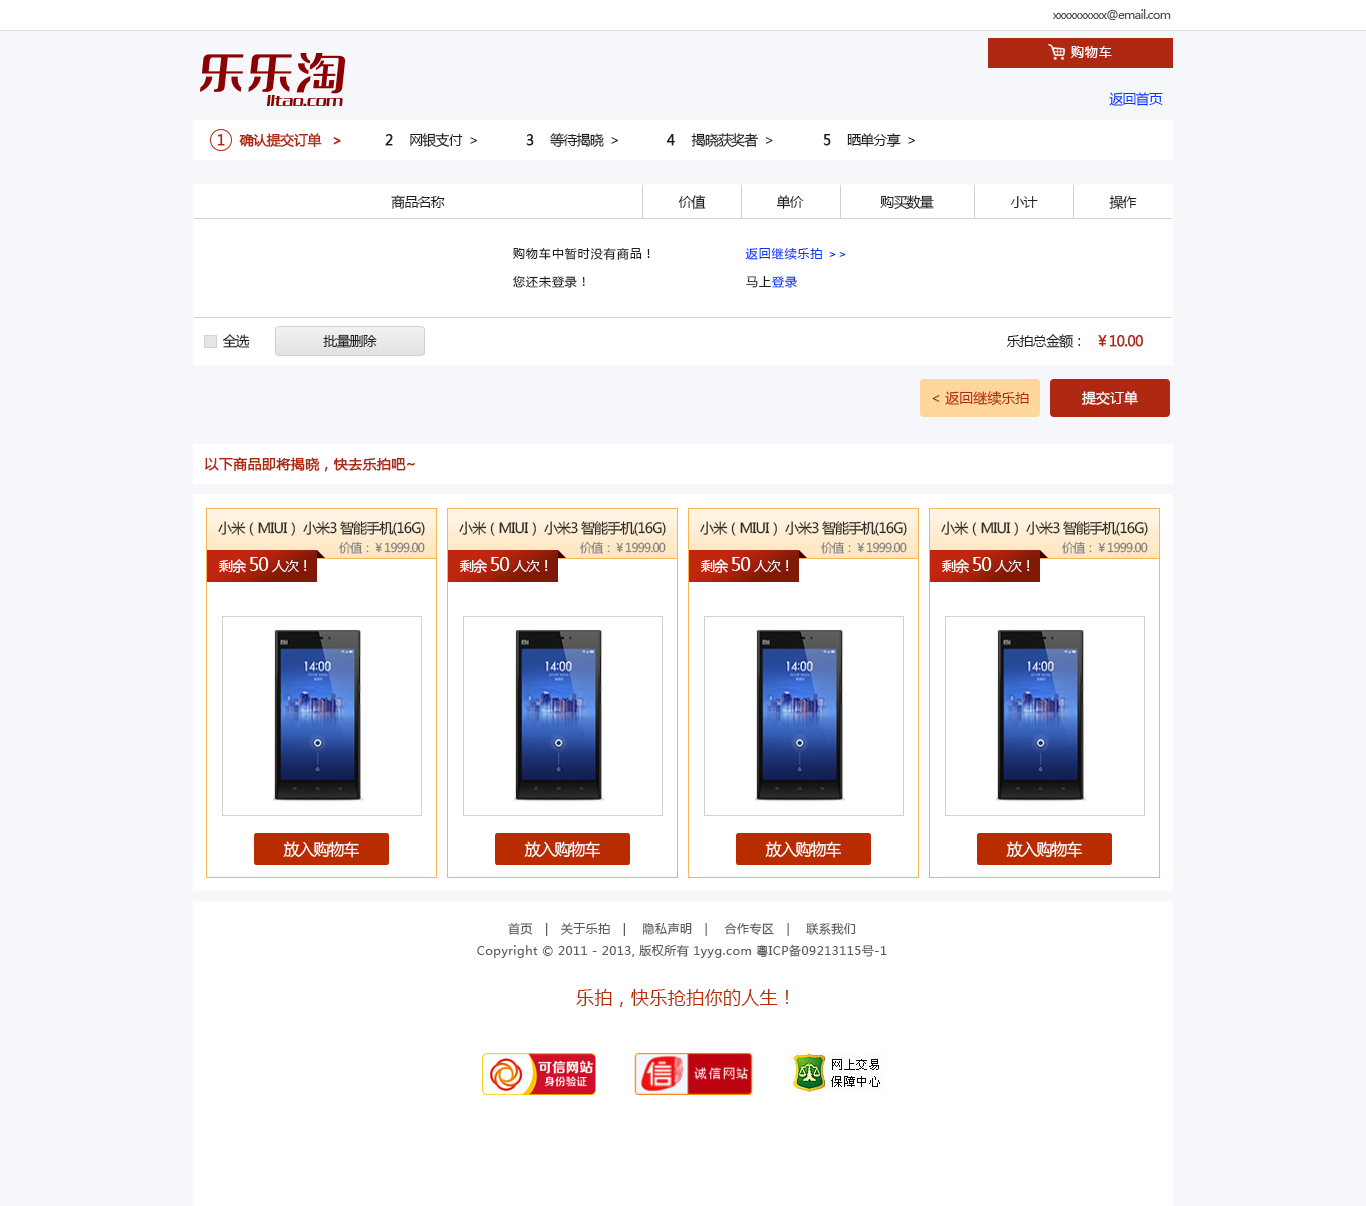 xxxxxxxxxx@email.com
购物车
乐乐淘
lltao.com
返回首页
1 确认提交订单 > 2 网银支付 > 3 等待揭晓 > 4 揭晓获奖者 > 5 晒单分享 >
商品名称 价值 单价 购买数量 小计 操作
购物车中暂时没有商品！ 返回继续乐拍 >>
您还未登录！ 马上登录
全选 批量删除 乐拍总金额： ¥10.00
< 返回继续乐拍 提交订单
以下商品即将揭晓，快去乐拍吧~
小米（MIUI） 小米3 智能手机(16G) 小米（MIUI） 小米3 智能手机(16G) 小米（MIUI） 小米3 智能手机(16G) 小米（MIUI） 小米3 智能手机(16G)
价值：¥1999.00 价值：¥1999.00 价值：¥1999.00 价值：¥1999.00
剩余 50 人次！ 剩余 50 人次！ 剩余 50 人次！ 剩余 50 人次！
14:00 14:00 14:00 14:00
放入购物车 放入购物车 放入购物车 放入购物车
首页 | 关于乐拍 | 隐私声明 | 合作专区 | 联系我们
Copyright © 2011 - 2013, 版权所有 1yyg.com 粤ICP备09213115号-1
乐拍，快乐抢拍你的人生！
可信网站 诚信网站 网上交易
身份验证 保障中心